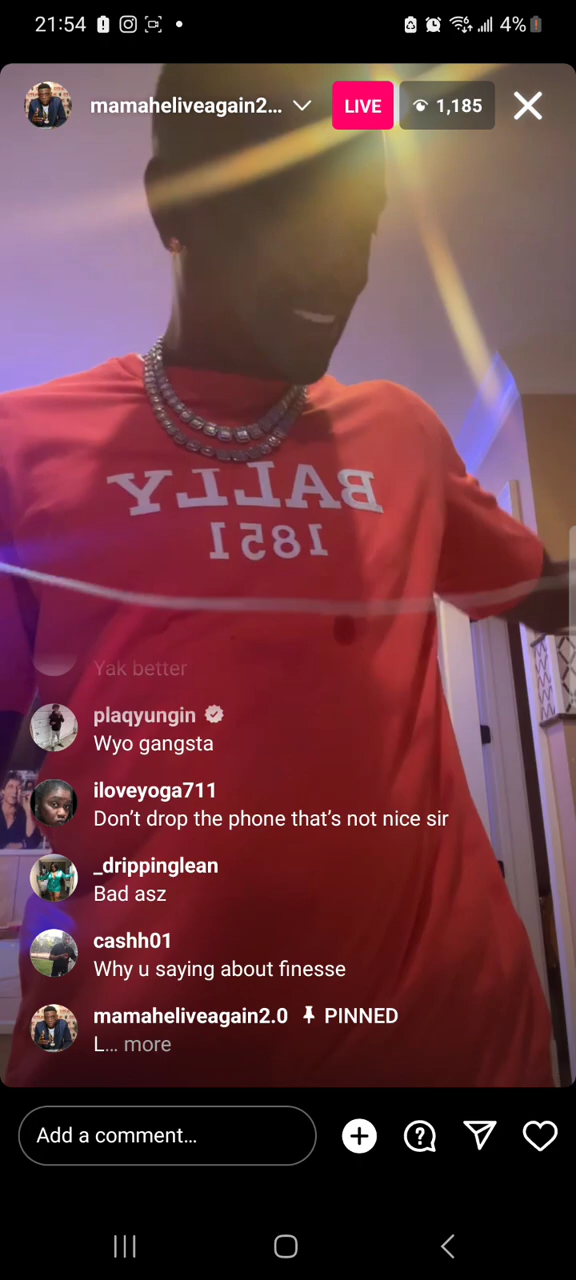 21:54
4%
mamaheliveagain2...
LIVE
1,185
BALLY
1851
Yak better
plaqyungin
Wyo gangsta
iloveyoga711
Don't drop the phone that's not nice sir
_drippinglean
Bad asz
cashh01
Why u saying about finesse
mamaheliveagain2.0 PINNED
L... more
Add a comment...